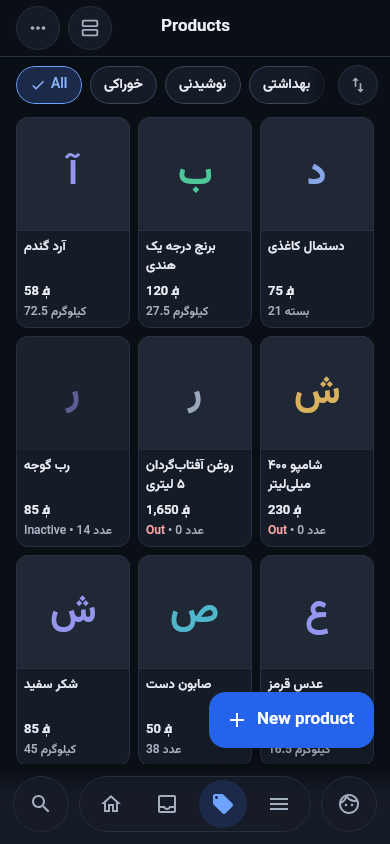 Products
All
خوراکی
نوشیدنی
بهداشتی
آ
آرد گندم
58 ؋
72.5 کیلوگرم
ب
برنج درجه یک
هندی
120 ؋
27.5 کیلوگرم
د
دستمال کاغذی
75 ؋
21 بسته
ر
رب گوجه
85 ؋
Inactive • 14 عدد
ر
روغن آفتاب‌گردان
۵ لیتری
1,650 ؋
Out • 0 عدد
ش
شامپو ۴۰۰
میلی‌لیتر
230 ؋
Out • 0 عدد
ش
شکر سفید
85 ؋
45 کیلوگرم
ص
صابون دست
50 ؋
38 عدد
ع
عدس قرمز
16.5 کیلوگرم
New product